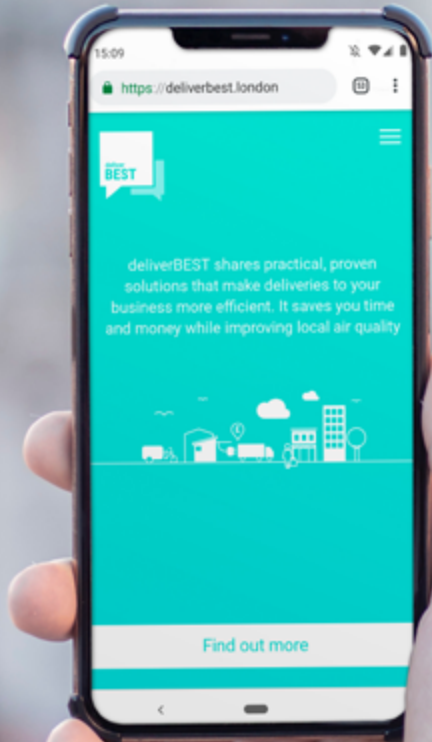 15:09
https://deliverbest.london
deliver
BEST
deliverBEST shares practical, proven
solutions that make deliveries to your
business more efficient. It saves you time
and money while improving local air quality
Find out more